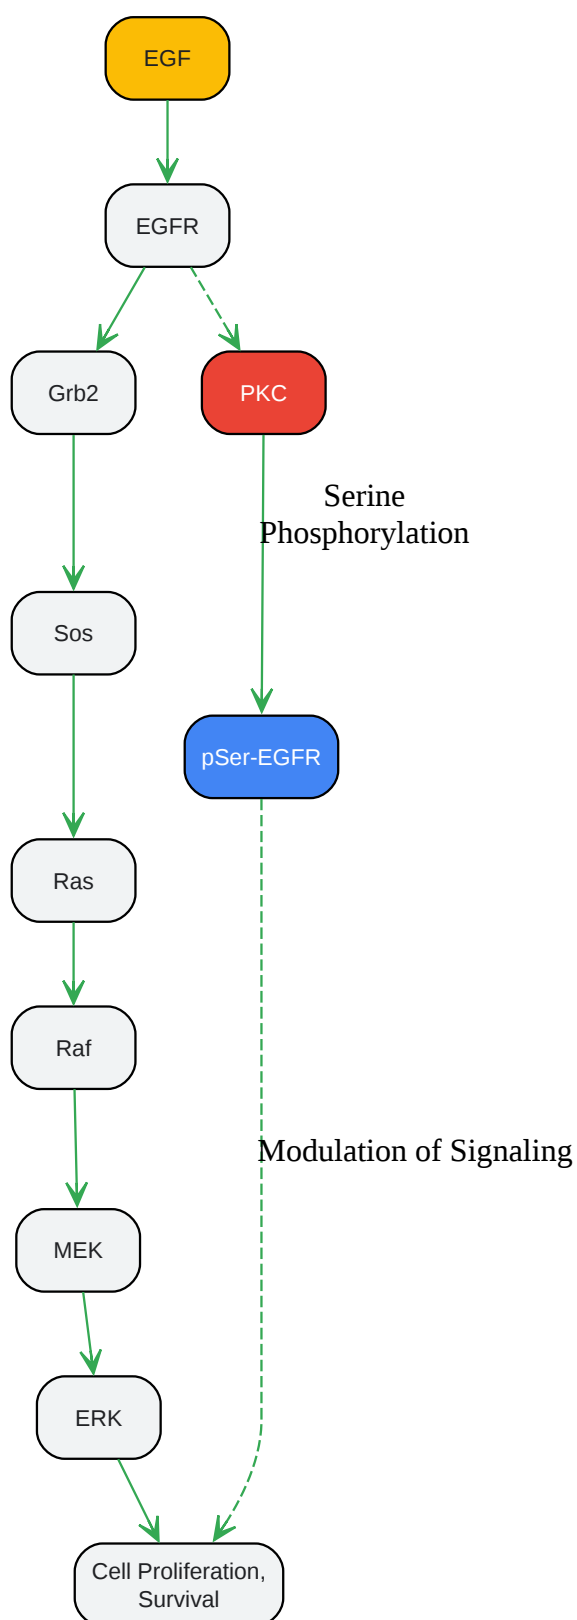 EGF
EGFR
Grb2
PKC
Serine
Phosphorylation
Sos
pSer-EGFR
Ras
Raf
Modulation of Signaling
MEK
ERK
Cell Proliferation,
Survival